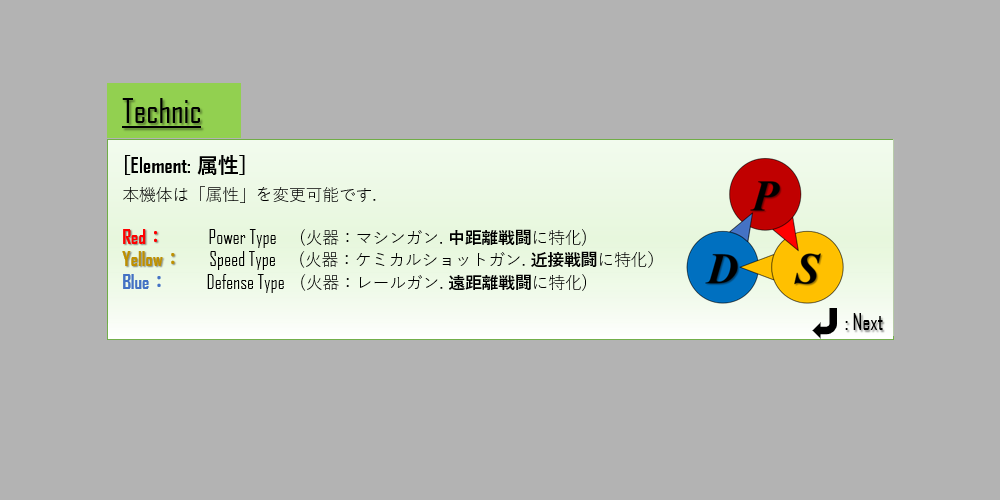 Technic
[Element: 属性]
本機体は「属性」を変更可能です.
Red : Power Type (火器：マシンガン. 中距離戦闘に特化)
Yellow : Speed Type (火器：ケミカルショットガン. 近接戦闘に特化)
Blue : Defense Type (火器：レールガン. 遠距離戦闘に特化)
P
D
S
: Next